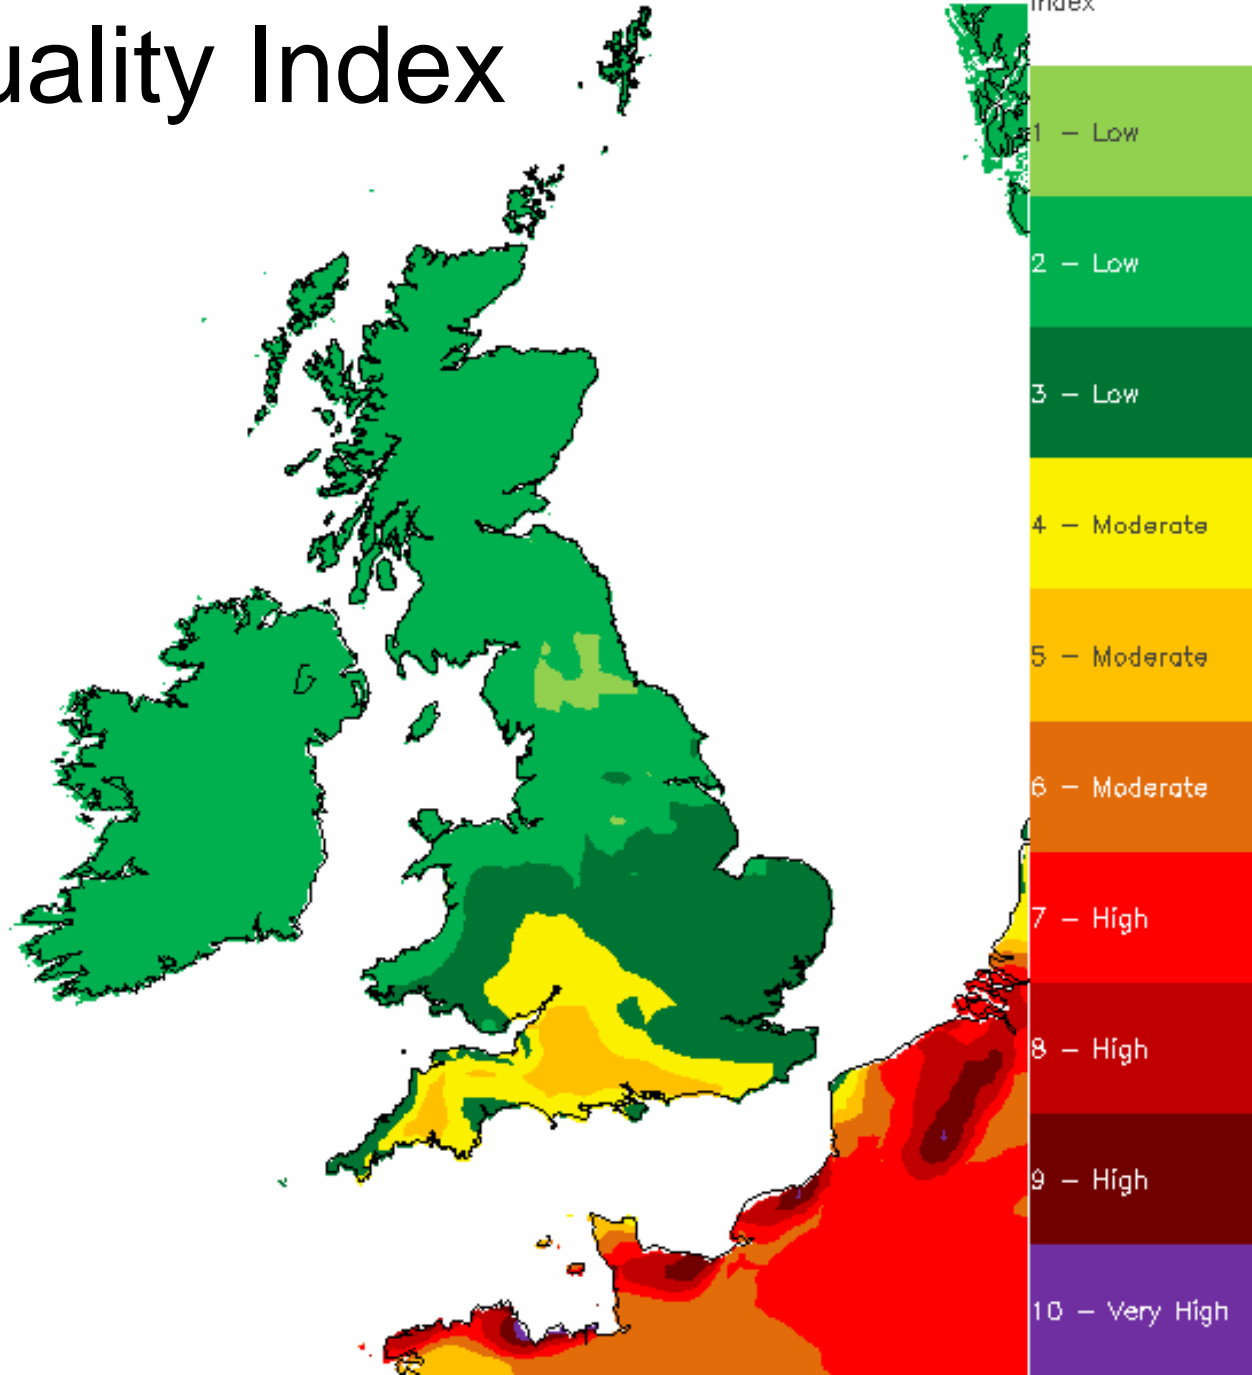 uality Index
Index
1 – Low
2 – Low
3 – Low
4 – Moderate
5 – Moderate
6 – Moderate
7 – High
8 – High
9 – High
10 – Very High